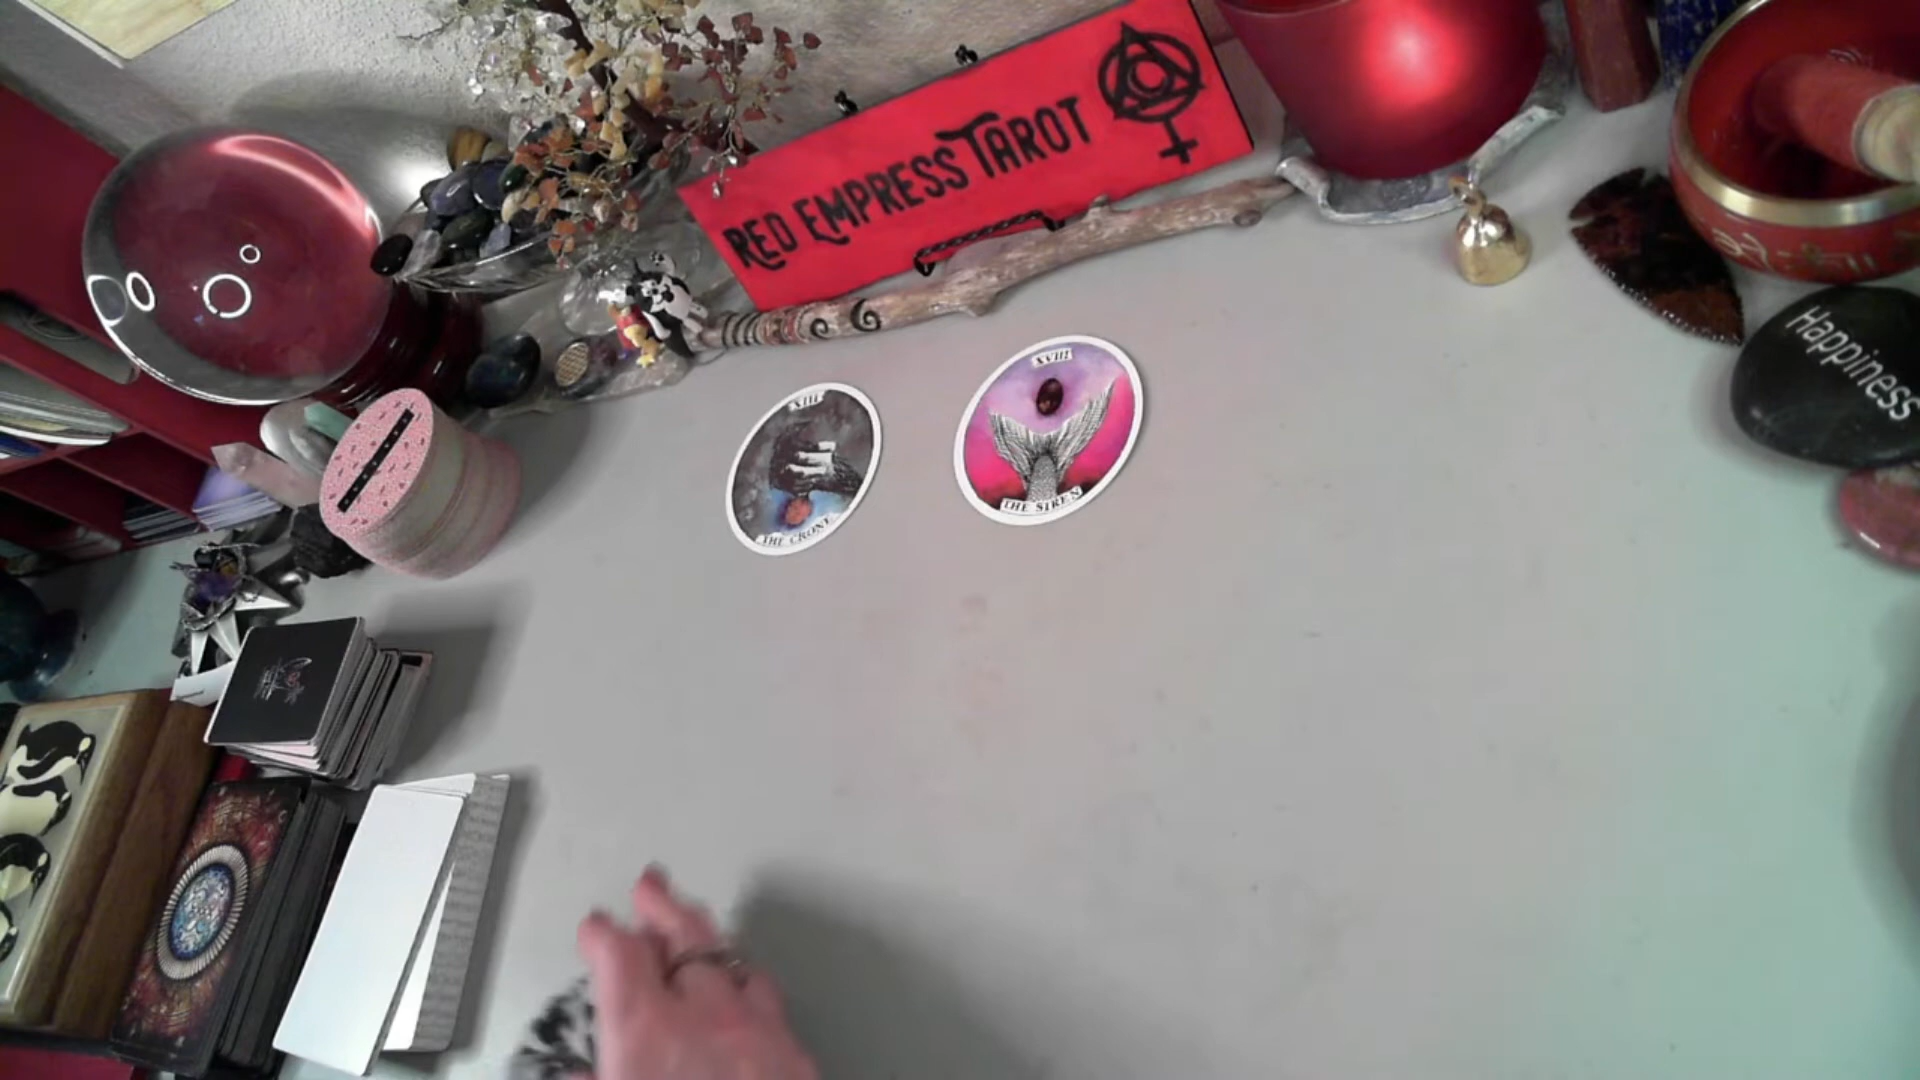 RED EMPRESS TAROT
Happiness
XIII
THE CRONE
XVIII
THE SIREN